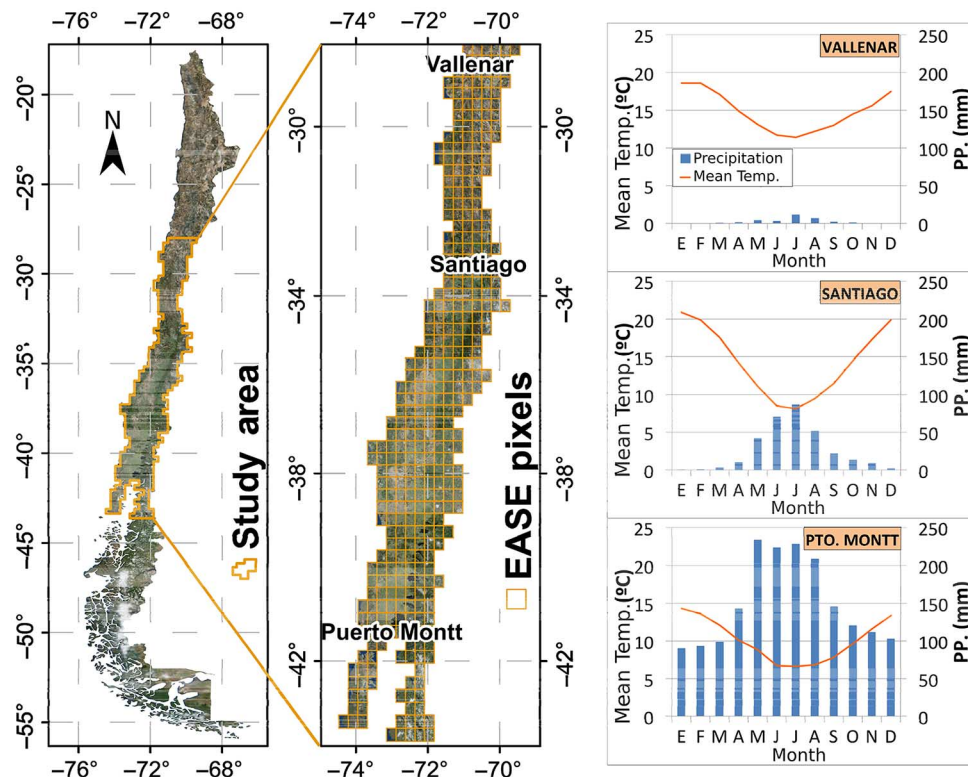 −76° −72° −68°
−20°
−25°
−30°
−35°
−40°
−45°
−50°
−55°
N
Study area
−76° −72° −68°
−74° −72° −70°
Vallenar
Santiago
Puerto Montt
−30°
−34°
−38°
−42°
EASE pixels
−74° −72° −70°
VALLENAR
Mean Temp.(ºC)
25
20
15
10
5
0
Precipitation
Mean Temp.
PP. (mm)
250
200
150
100
50
0
E F M A M J J A S O N D
Month
SANTIAGO
Mean Temp.(ºC)
25
20
15
10
5
0
PP. (mm)
250
200
150
100
50
0
E F M A M J J A S O N D
Month
PTO. MONTT
Mean Temp.(ºC)
25
20
15
10
5
0
PP. (mm)
250
200
150
100
50
0
E F M A M J J A S O N D
Month